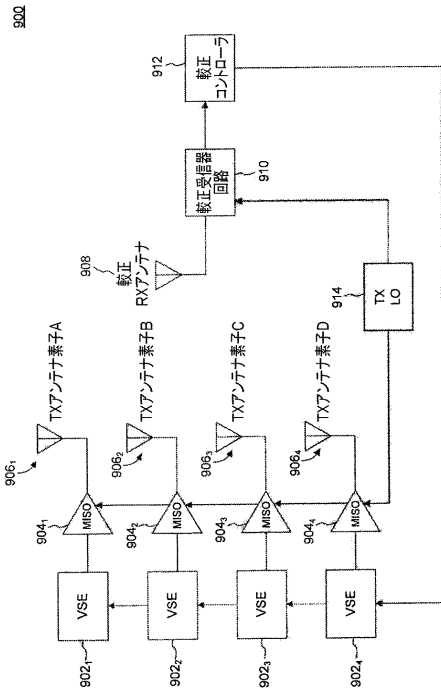 900
912
較正
コントローラ
910
較正受信器
回路
908
較正
RXアンテナ
914
TX
LO
906₁
TXアンテナ素子A
906₂
TXアンテナ素子B
906₃
TXアンテナ素子C
906₄
TXアンテナ素子D
904₁
MISO
904₂
MISO
904₃
MISO
904₄
MISO
VSE
902₁
VSE
902₂
VSE
902₃
VSE
902₄